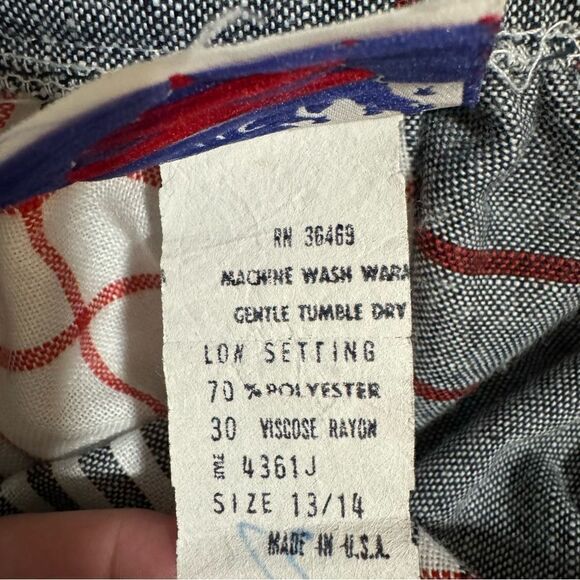 RN 36469
MACHINE WASH WARM
GENTLE TUMBLE DRY
LOW SETTING
70 % POLYESTER
30 VISCOSE RAYON
4361J
SIZE 13/14
MADE IN U.S.A.